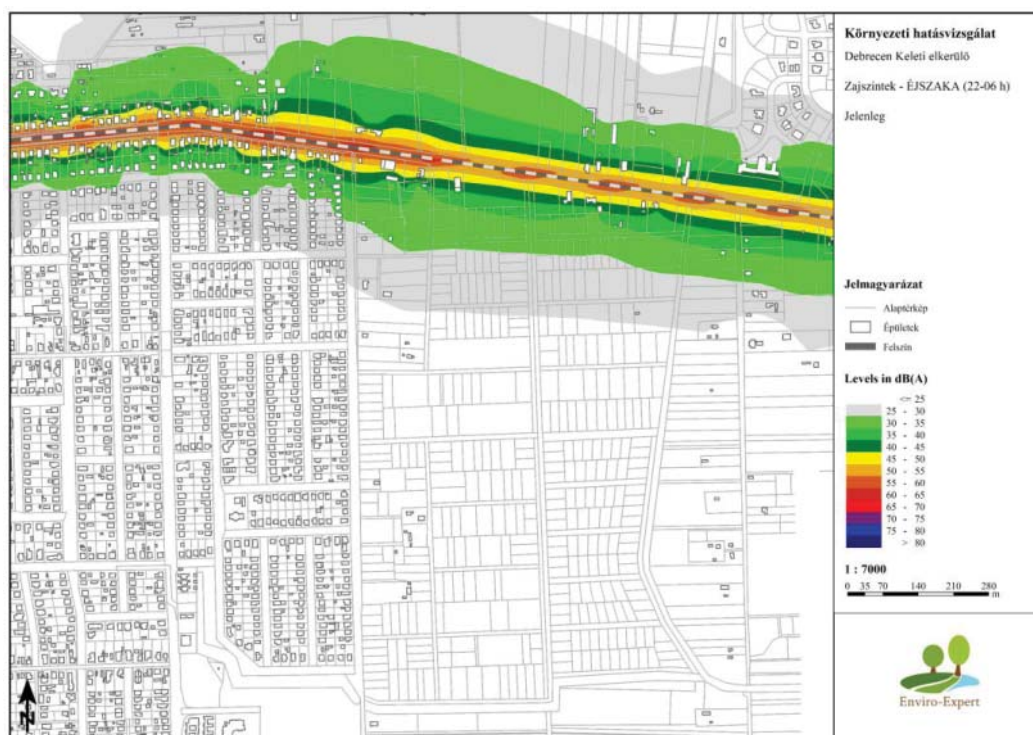 Környezeti hatásvizsgálat
Debrecen Keleti elkerülő
Zajszintek - ÉJSZAKA (22-06 h)
Jelenleg
Jelmagyarázat
Alaptérkép
Épületek
Felszín
Levels in dB(A)
<= 25
25 - 30
30 - 35
35 - 40
40 - 45
45 - 50
50 - 55
55 - 60
60 - 65
65 - 70
70 - 75
75 - 80
> 80
1 : 7000
0 35 70 140 210 280
m
Enviro-Expert
N